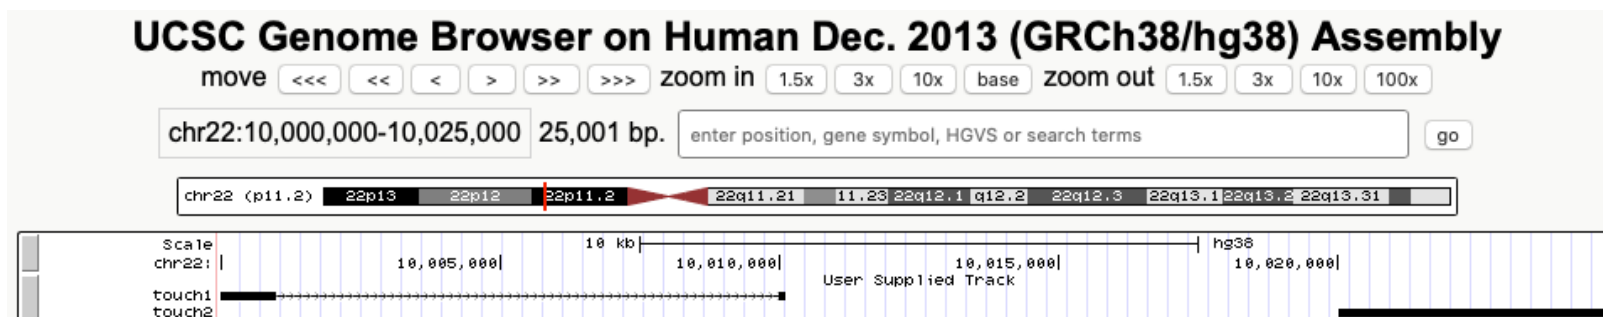 UCSC Genome Browser on Human Dec. 2013 (GRCh38/hg38) Assembly
move <<< << < > >> >>> zoom in 1.5x 3x 10x base zoom out 1.5x 3x 10x 100x
chr22:10,000,000-10,025,000 25,001 bp. enter position, gene symbol, HGVS or search terms go
chr22 (p11.2) 22p13 22p12 22p11.2 22q11.21 11.23 22q12.1 q12.2 22q12.3 22q13.1 22q13.2 22q13.31
Scale 10 kb hg38
chr22: 10,005,000 10,010,000 10,015,000 10,020,000
User Supplied Track
touch1
touch2